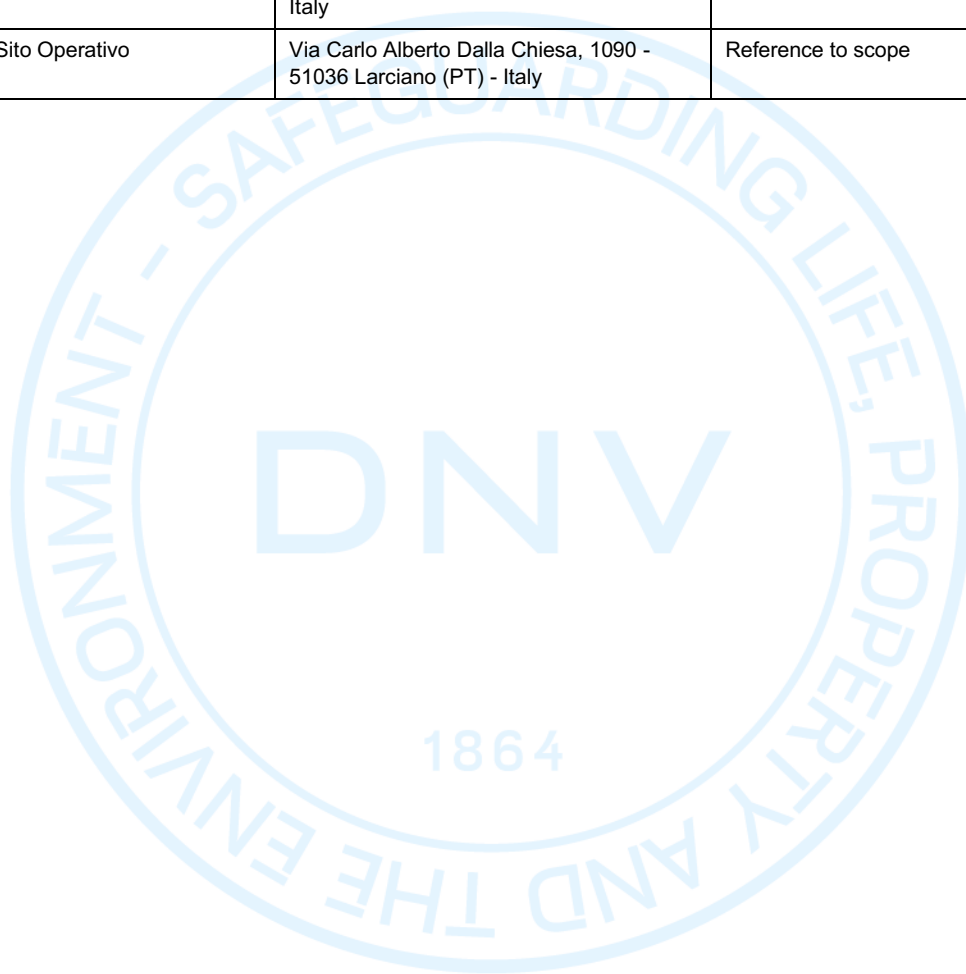 Italy
Sito Operativo
Via Carlo Alberto Dalla Chiesa, 1090 -
51036 Larciano (PT) - Italy
Reference to scope
SAFEGUARDING LIFE, PROPERTY AND THE ENVIRONMENT -
DNV
1864